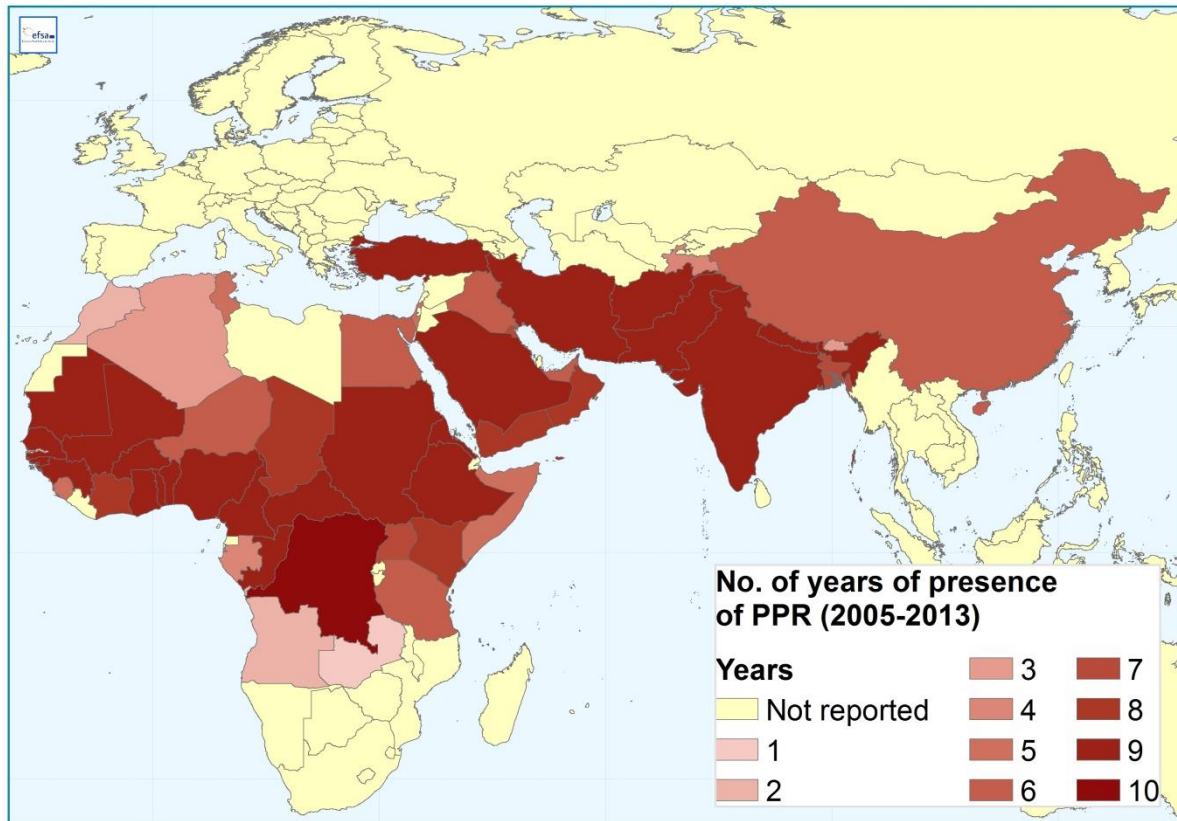 efsa
No. of years of presence
of PPR (2005-2013)
Years
Not reported
1
2
3
4
5
6
7
8
9
10